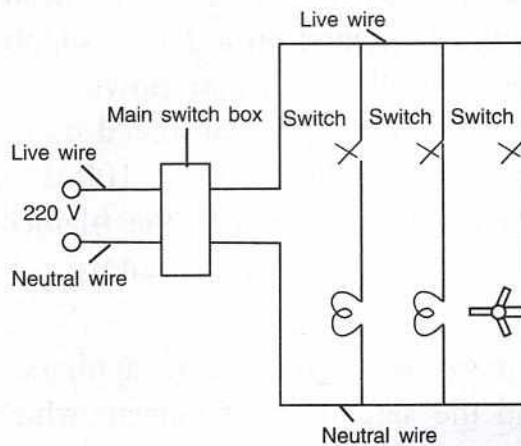 Live wire
Main switch box
Switch Switch Switch
Live wire
220 V
Neutral wire
Neutral wire